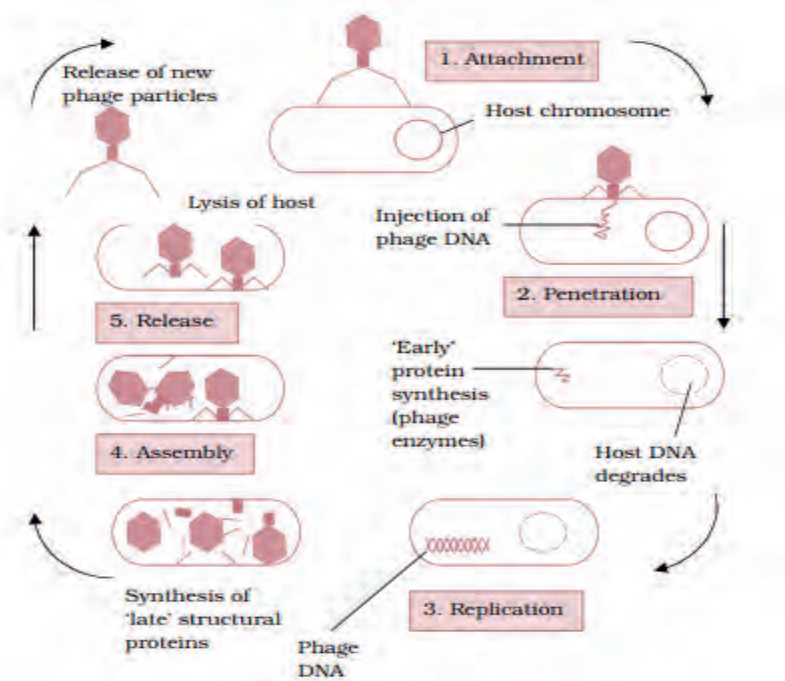 1. Attachment
Host chromosome
Injection of
phage DNA
2. Penetration
'Early'
protein
synthesis
(phage
enzymes)
Host DNA
degrades
3. Replication
Phage
DNA
Synthesis of
'late' structural
proteins
4. Assembly
5. Release
Lysis of host
Release of new
phage particles